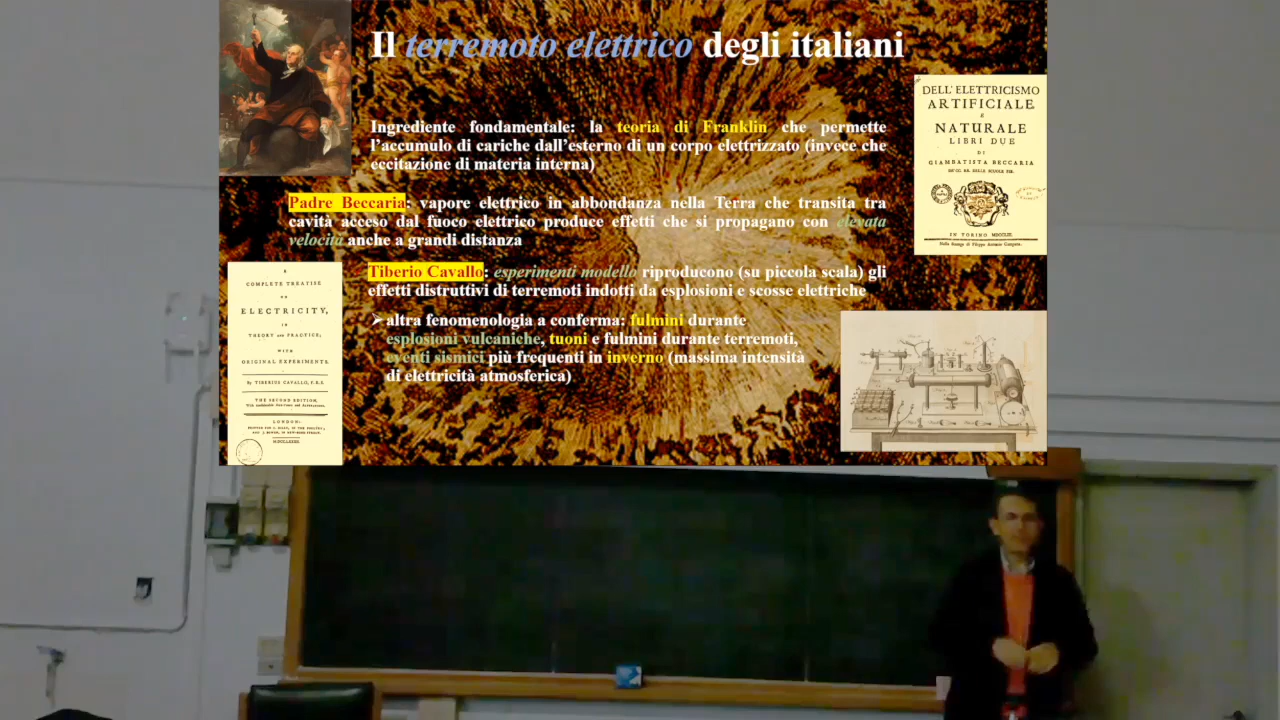 Il terremoto elettrico degli italiani
Ingrediente fondamentale: la teoria di Franklin che permette
l'accumulo di cariche dall'esterno di un corpo elettrizzato (invece che
eccitazione di materia interna)
Padre Beccaria: vapore elettrico in abbondanza nella Terra che transita tra
cavità acceso dal fuoco elettrico produce effetti che si propagano con elevata
velocità anche a grandi distanza
Tiberio Cavallo: esperimenti modello riproducono (su piccola scala) gli
effetti distruttivi di terremoti indotti da esplosioni e scosse elettriche
➤altra fenomenologia a conferma: fulmini durante
esplosioni vulcaniche, tuoni e fulmini durante terremoti,
eventi sismici più frequenti in inverno (massima intensità
di elettricità atmosferica)
DELL' ELETTRICISMO
ARTIFICIALE
E
NATURALE
LIBRI DUE
DI
GIAMBATISTA BECCARIA
IN TORINO
A
COMPLETE TREATISE
ON
ELECTRICITY,
IN
THEORY AND PRACTICE;
WITH
ORIGINAL EXPERIMENTS.
By TIBERIUS CAVALLO, F.R.S.
THE SECOND EDITION,
LONDON: